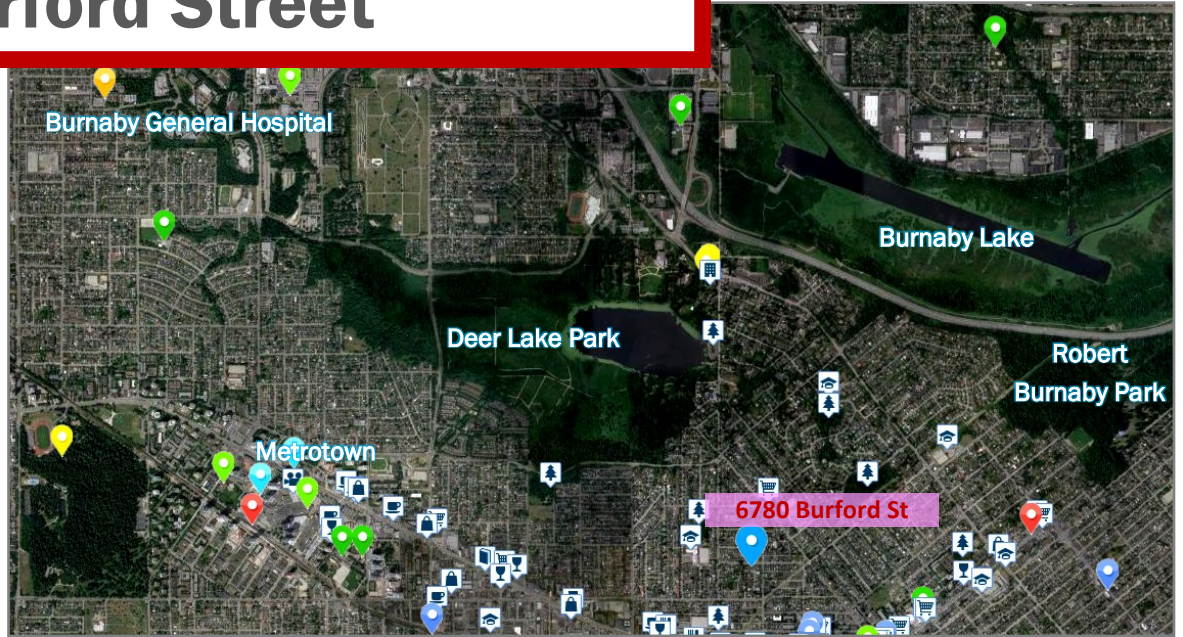 rford Street
Burnaby General Hospital
Burnaby Lake
Deer Lake Park
Robert
Burnaby Park
Metrotown
6780 Burford St